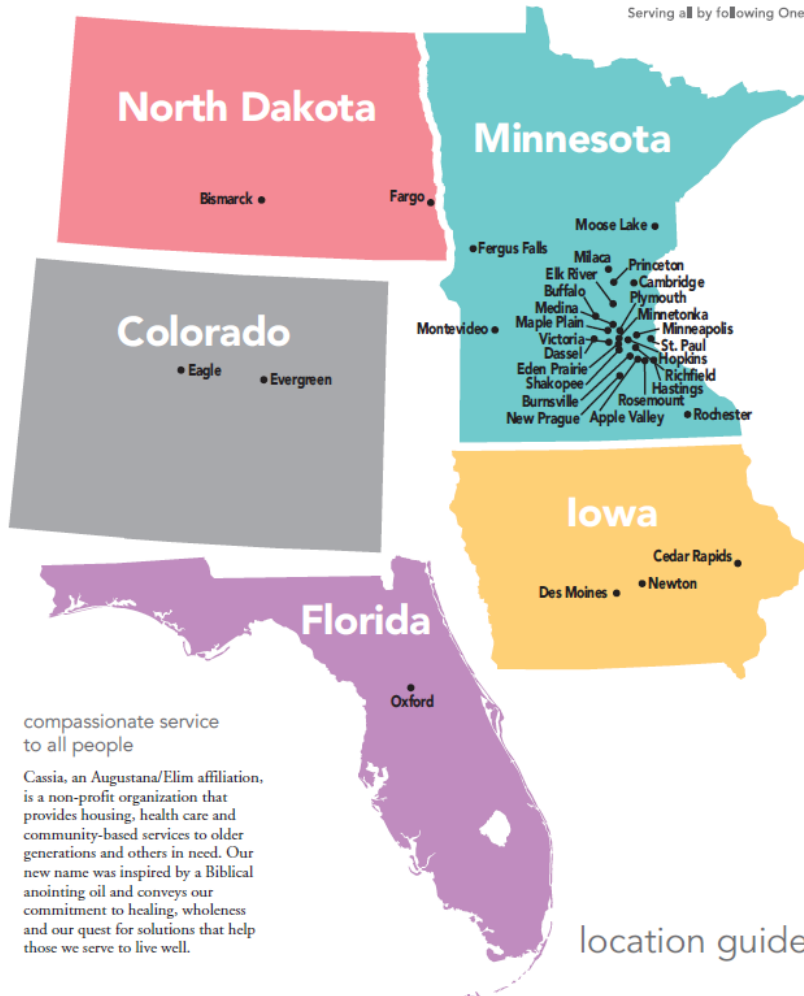 Serving all by following One
North Dakota
Minnesota
Bismarck
Fargo
Moose Lake
Fergus Falls
Milaca
Princeton
Elk River
Cambridge
Buffalo
Plymouth
Medina
Minnetonka
Maple Plain
Minneapolis
Montevideo
Victoria
St. Paul
Dassel
Hopkins
Eden Prairie
Richfield
Shakopee
Hastings
Burnsville
Rosemount
New Prague
Apple Valley
Rochester
Colorado
Eagle
Evergreen
Iowa
Cedar Rapids
Newton
Des Moines
Florida
Oxford
compassionate service
to all people
Cassia, an Augustana/Elim affiliation,
is a non-profit organization that
provides housing, health care and
community-based services to older
generations and others in need. Our
new name was inspired by a Biblical
anointing oil and conveys our
commitment to healing, wholeness
and our quest for solutions that help
those we serve to live well.
location guide